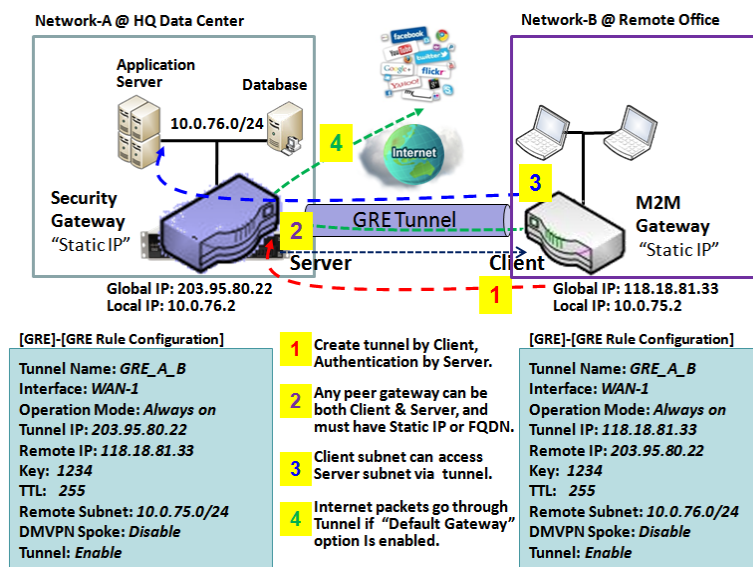 Network-A @ HQ Data Center
Network-B @ Remote Office
Application
Server
Database
10.0.76.0/24
facebook
YouTube
twitter
Google+
flickr
YAHOO!
Internet
4
3
Security
Gateway
"Static IP"
2
GRE Tunnel
M2M
Gateway
"Static IP"
Server
Client
1
Global IP: 203.95.80.22
Local IP: 10.0.76.2
Global IP: 118.18.81.33
Local IP: 10.0.75.2
[GRE]-[GRE Rule Configuration]
Tunnel Name: GRE_A_B
Interface: WAN-1
Operation Mode: Always on
Tunnel IP: 203.95.80.22
Remote IP: 118.18.81.33
Key: 1234
TTL: 255
Remote Subnet: 10.0.75.0/24
DMVPN Spoke: Disable
Tunnel: Enable
1 Create tunnel by Client,
Authentication by Server.
2 Any peer gateway can be
both Client & Server, and
must have Static IP or FQDN.
3 Client subnet can access
Server subnet via tunnel.
4 Internet packets go through
Tunnel if "Default Gateway"
option Is enabled.
[GRE]-[GRE Rule Configuration]
Tunnel Name: GRE_A_B
Interface: WAN-1
Operation Mode: Always on
Tunnel IP: 118.18.81.33
Remote IP: 203.95.80.22
Key: 1234
TTL: 255
Remote Subnet: 10.0.76.0/24
DMVPN Spoke: Disable
Tunnel: Enable